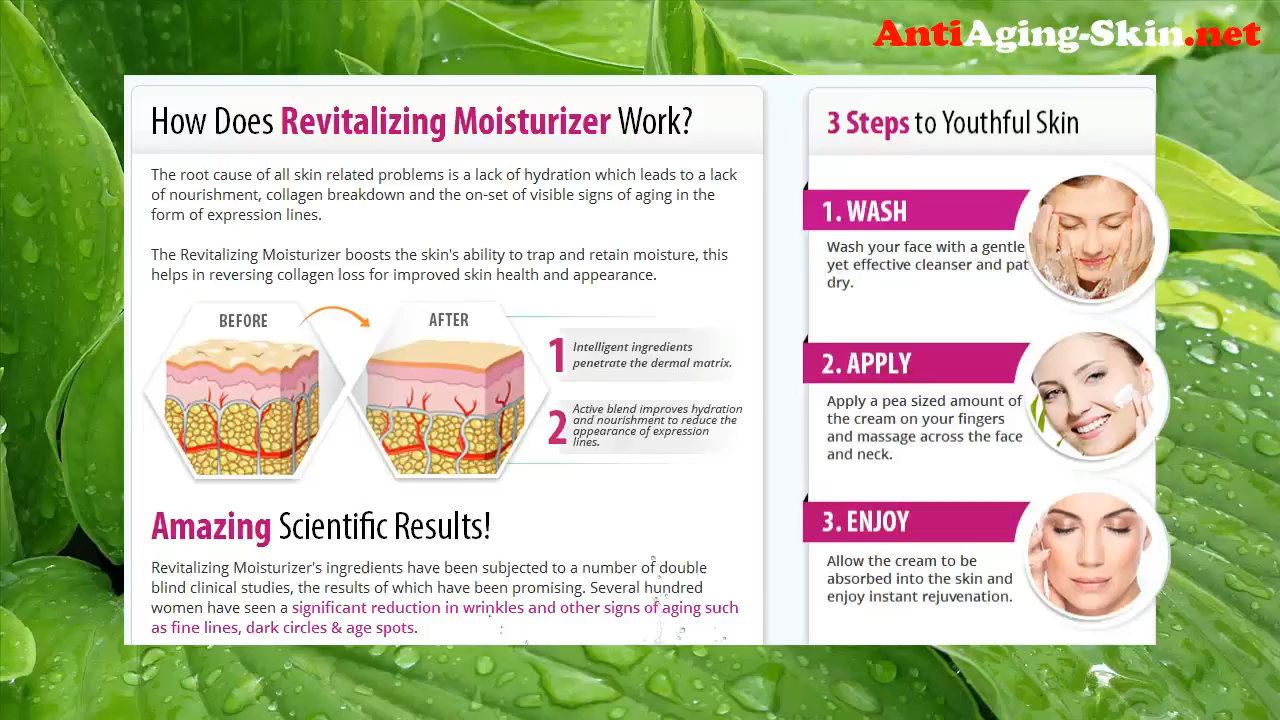 AntiAging-Skin.net
How Does Revitalizing Moisturizer Work?
The root cause of all skin related problems is a lack of hydration which leads to a lack
of nourishment, collagen breakdown and the on-set of visible signs of aging in the
form of expression lines.
The Revitalizing Moisturizer boosts the skin's ability to trap and retain moisture, this
helps in reversing collagen loss for improved skin health and appearance.
BEFORE
AFTER
1
Intelligent ingredients
penetrate the dermal matrix.
2
Active blend improves hydration
and nourishment to reduce the
appearance of expression
lines.
Amazing Scientific Results!
Revitalizing Moisturizer's ingredients have been subjected to a number of double
blind clinical studies, the results of which have been promising. Several hundred
women have seen a significant reduction in wrinkles and other signs of aging such
as fine lines, dark circles & age spots.
3 Steps to Youthful Skin
1. WASH
Wash your face with a gentle
yet effective cleanser and pat
dry.
2. APPLY
Apply a pea sized amount of
the cream on your fingers
and massage across the face
and neck.
3. ENJOY
Allow the cream to be
absorbed into the skin and
enjoy instant rejuvenation.